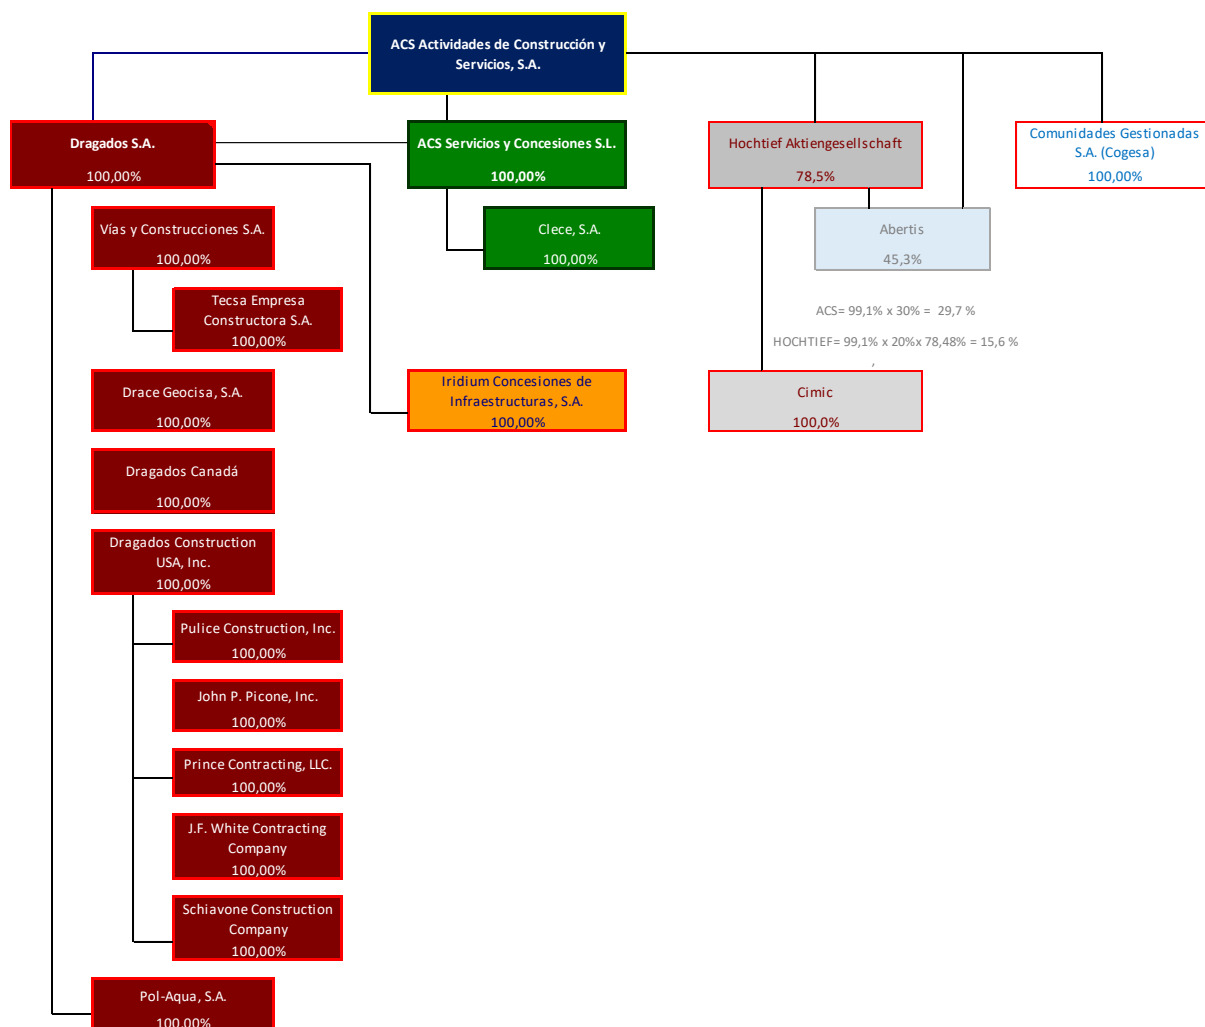 ACS Actividades de Construcción y
Servicios, S.A.
Dragados S.A.
100,00%
ACS Servicios y Concesiones S.L.
100,00%
Hochtief Aktiengesellschaft
78,5%
Comunidades Gestionadas
S.A. (Cogesa)
100,00%
Vías y Construcciones S.A.
100,00%
Clece, S.A.
100,00%
Abertis
45,3%
Tecsa Empresa
Constructora S.A.
100,00%
ACS= 99,1% x 30% = 29,7 %
HOCHTIEF= 99,1% x 20%x 78,48% = 15,6 %
,
Drace Geocisa, S.A.
100,00%
Iridium Concesiones de
Infraestructuras, S.A.
100,00%
Cimic
100,0%
Dragados Canadá
100,00%
Dragados Construction
USA, Inc.
100,00%
Pulice Construction, Inc.
100,00%
John P. Picone, Inc.
100,00%
Prince Contracting, LLC.
100,00%
J.F. White Contracting
Company
100,00%
Schiavone Construction
Company
100,00%
Pol-Aqua, S.A.
100,00%